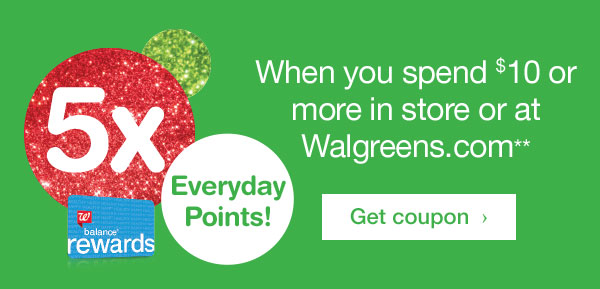 5x
Everyday
Points!
W
balance®
rewards
When you spend $10 or
more in store or at
Walgreens.com**
Get coupon ›